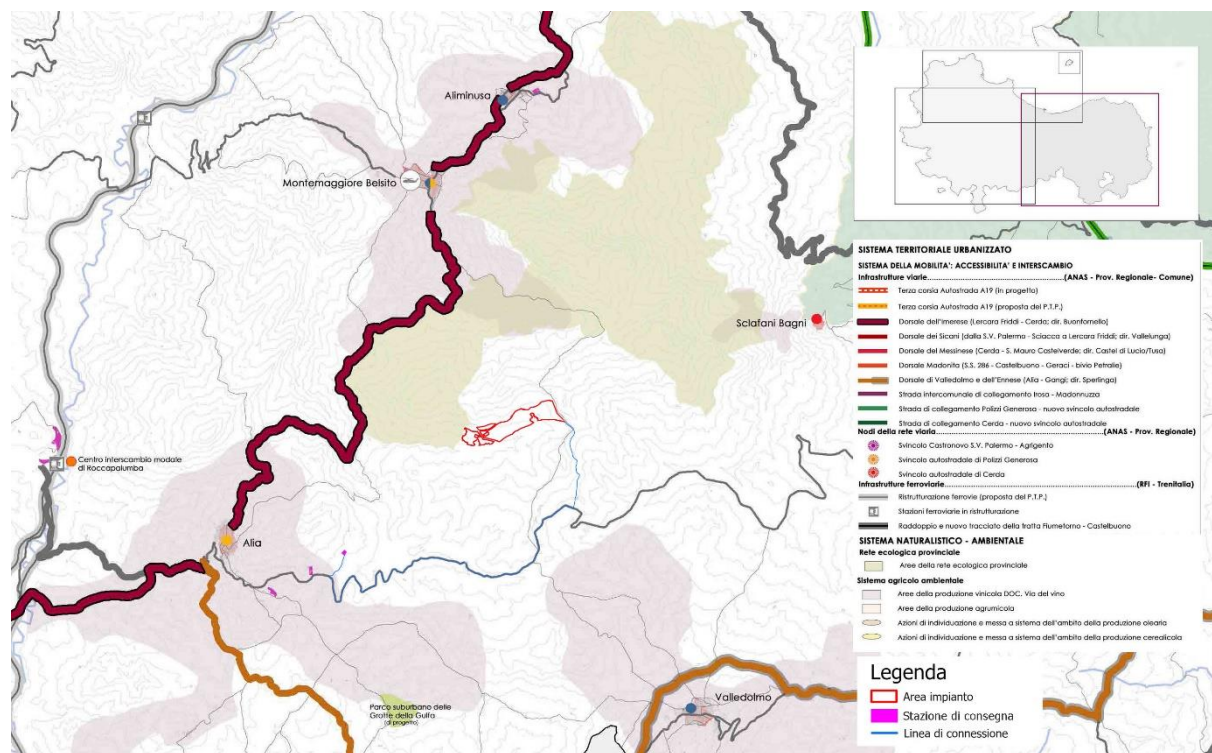 Aliminusa
Montemaggiore Belsito
Sclafani Bagni
Centro interscambio modale
di Roccapalumba
Alia
Parco suburbano delle
Grotte della Gulfa
(di progetto)
Valledolmo
SISTEMA TERRITORIALE URBANIZZATO
SISTEMA DELLA MOBILITA': ACCESSIBILITA' E INTERSCAMBIO
Infrastrutture viarie (ANAS - Prov. Regionale- Comune)
Terza corsia Autostrada A19 (in progetto)
Terza corsia Autostrada A19 (proposta del P.T.P.)
Dorsale dell'Imerese (Lercara Friddi - Cerda; dir. Buonfornello)
Dorsale dei Sicani (dalla S.V. Palermo - Sciacca a Lercara Friddi; dir. Vallelunga)
Dorsale del Messinese (Cerda - S. Mauro Castelverde; dir. Castel di Lucio/Tusa)
Dorsale Madonita (S.S. 286 - Castelbuono - Geraci - bivio Petralie)
Dorsale di Valledolmo e dell'Ennese (Alia - Gangi; dir. Sperlinga)
Strada intercomunale di collegamento Irosa - Madonnuzza
Strada di collegamento Polizzi Generosa - nuovo svincolo autostradale
Strada di collegamento Cerda - nuovo svincolo autostradale
Nodi della rete viaria (ANAS - Prov. Regionale)
Svincolo Castronovo S.V. Palermo - Agrigento
Svincolo autostradale di Polizzi Generosa
Svincolo autostradale di Cerda
Infrastrutture ferroviarie (RFI - Trenitalia)
Ristrutturazione ferrovie (proposta del P.T.P.)
Stazioni ferroviarie in ristrutturazione
Raddoppio e nuovo tracciato della tratta Fiumetorno - Castelbuono
SISTEMA NATURALISTICO - AMBIENTALE
Rete ecologica provinciale
Aree della rete ecologica provinciale
Sistema agricolo ambientale
Aree della produzione vinicola DOC, Via del vino
Aree della produzione agrumicola
Azioni di individuazione e messa a sistema dell'ambito della produzione olearia
Azioni di individuazione e messa a sistema dell'ambito della produzione cerealicola
Legenda
Area impianto
Stazione di consegna
Linea di connessione